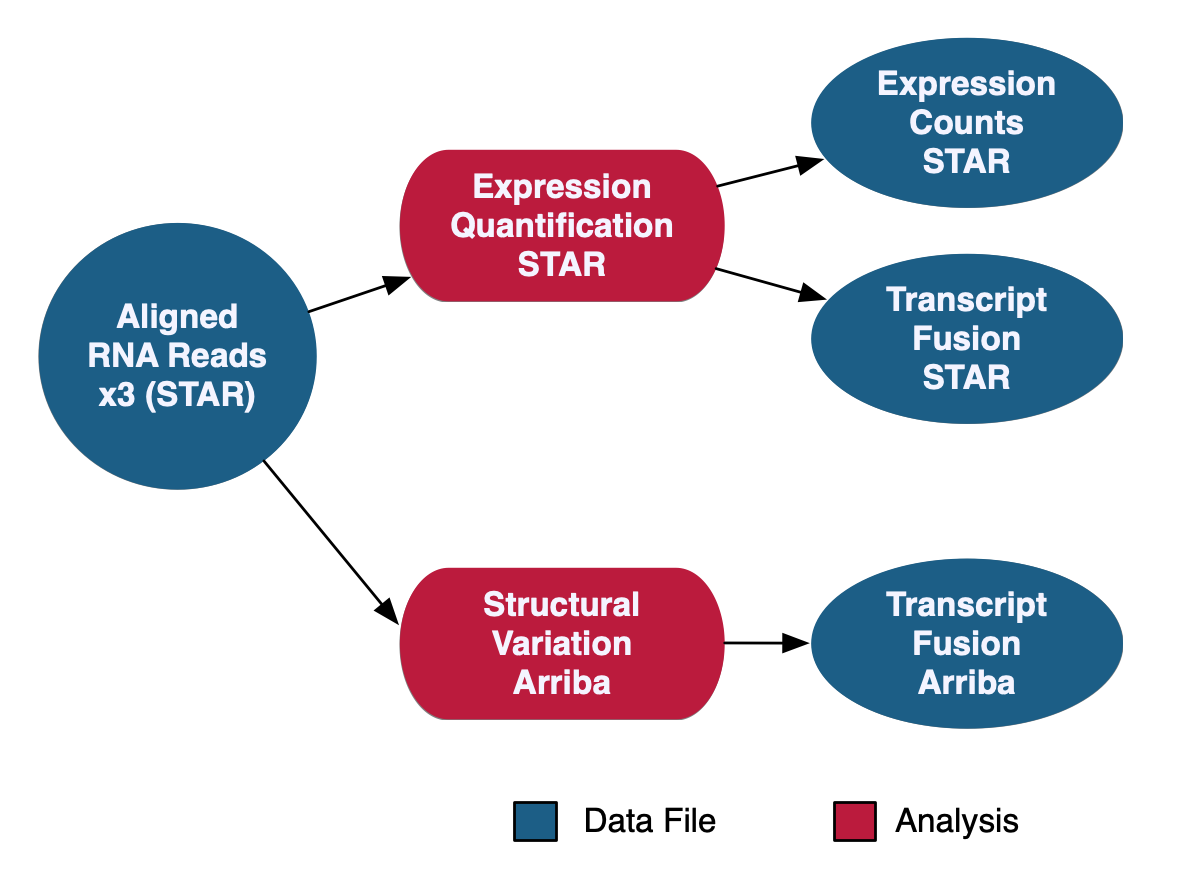 Aligned
RNA Reads
x3 (STAR)
Expression
Quantification
STAR
Expression
Counts
STAR
Transcript
Fusion
STAR
Structural
Variation
Arriba
Transcript
Fusion
Arriba
Data File
Analysis